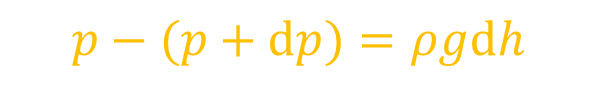 p − (p + dp) = ρgdh